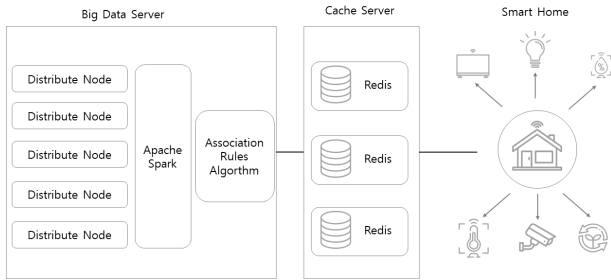 Big Data Server
Cache Server
Smart Home
Distribute Node
Distribute Node
Distribute Node
Distribute Node
Distribute Node
Apache
Spark
Association
Rules
Algorthm
Redis
Redis
Redis
%